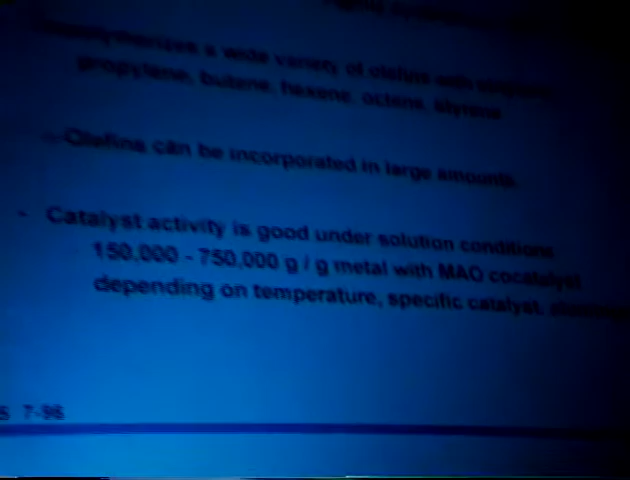 a wide variety of olefins with
propylene, butene, hexene, octene, styrene
- Olefins can be incorporated in large amounts.
- Catalyst activity is good under solution conditions
150,000 - 750,000 g / g metal with MAO cocatalyst
depending on temperature, specific catalyst,
7-96